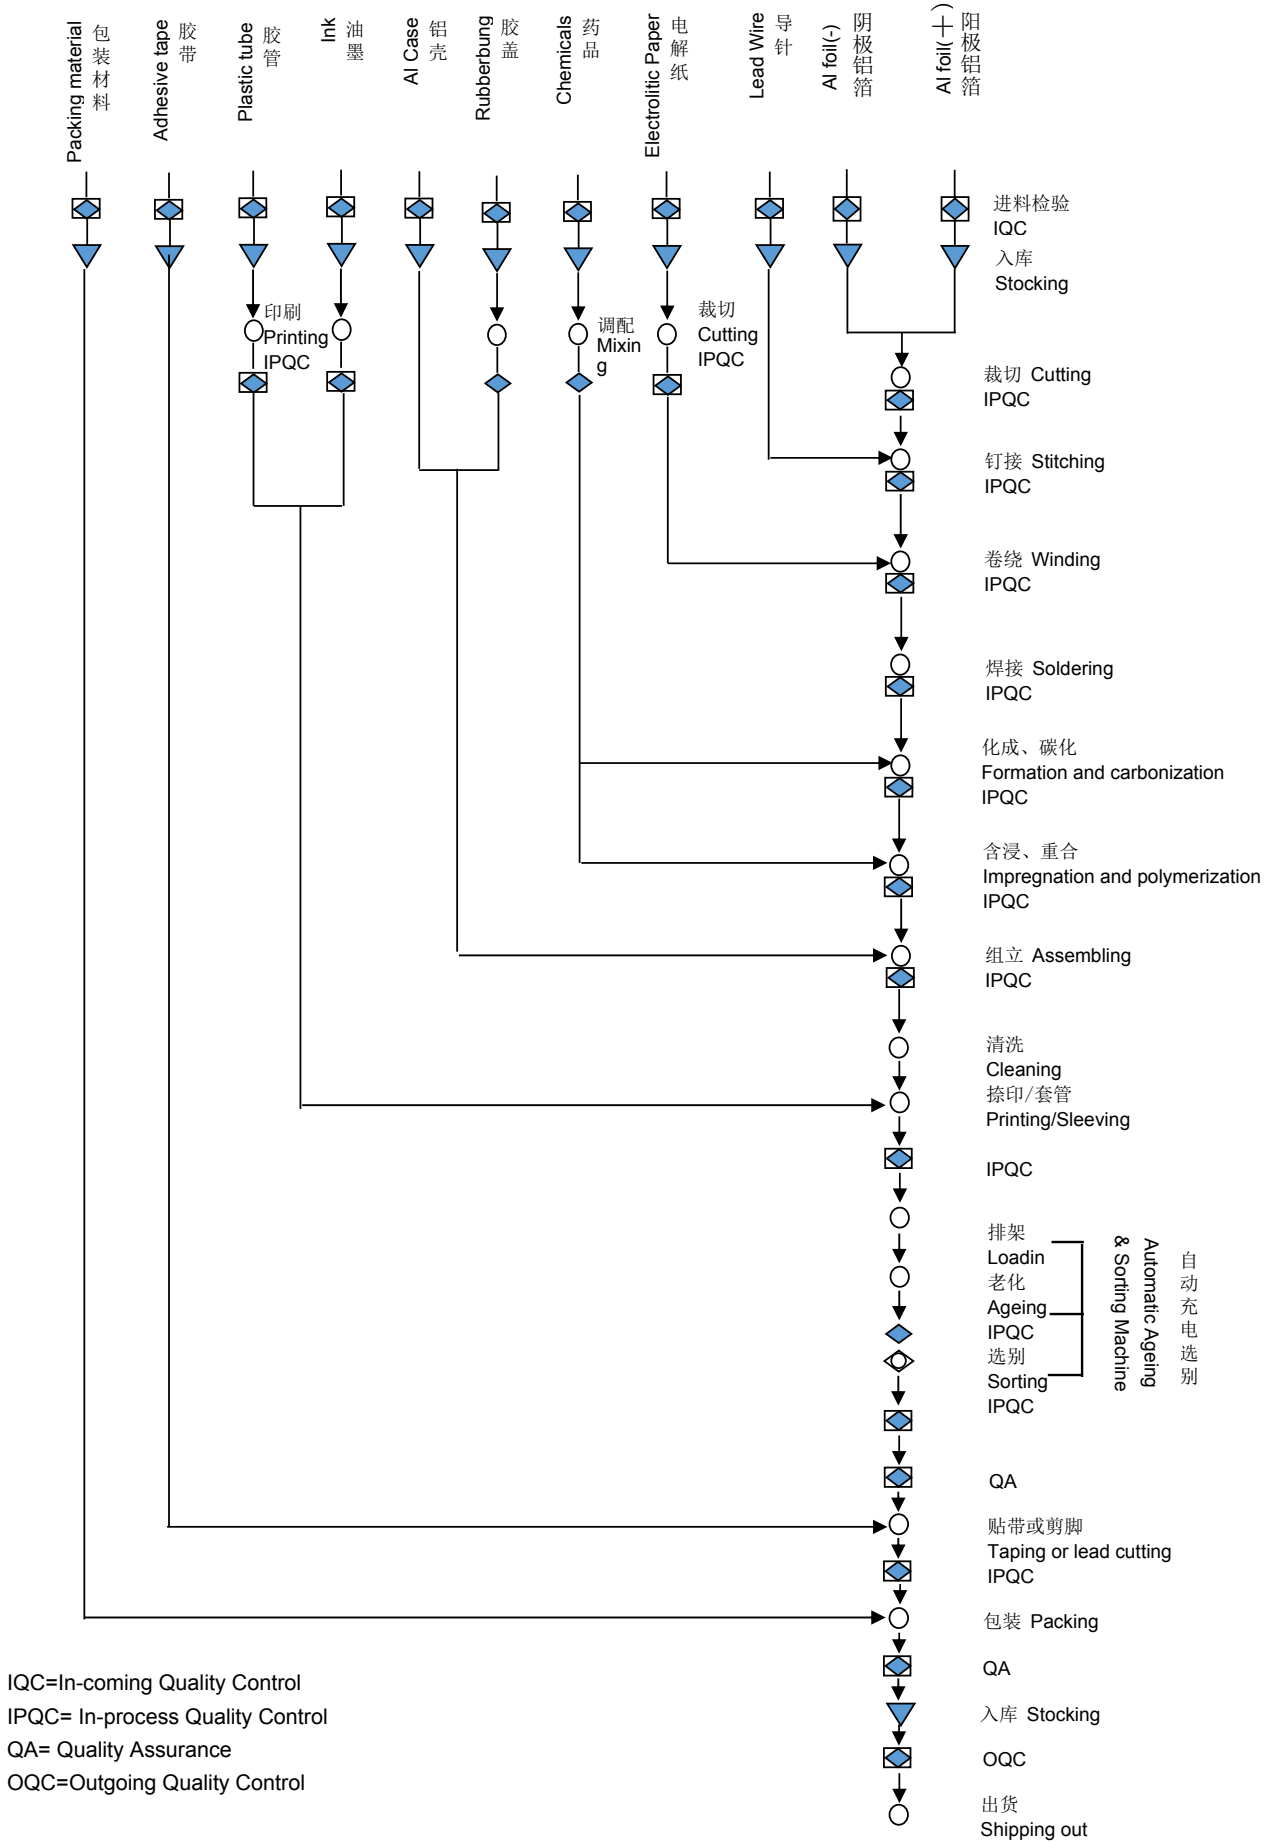 Packing material
包装材料
Adhesive tape
胶带
Plastic tube
胶管
Ink
油墨
Al Case
铝壳
Rubberbung
胶盖
Chemicals
药品
Electrolitic Paper
电解纸
Lead Wire
导针
Al foil(-)
阴极铝箔
Al foil(＋)
阳极铝箔
进料检验
IQC
入库
Stocking
印刷
Printing
IPQC
调配
Mixin
g
裁切
Cutting
IPQC
裁切 Cutting
IPQC
钉接 Stitching
IPQC
卷绕 Winding
IPQC
焊接 Soldering
IPQC
化成、碳化
Formation and carbonization
IPQC
含浸、重合
Impregnation and polymerization
IPQC
组立 Assembling
IPQC
清洗
Cleaning
捺印/套管
Printing/Sleeving
IPQC
排架
Loadin
老化
Ageing
IPQC
选别
Sorting
IPQC
Automatic Ageing
& Sorting Machine
自动充电选别
QA
贴带或剪脚
Taping or lead cutting
IPQC
包装 Packing
QA
入库 Stocking
OQC
出货
Shipping out
IQC=In-coming Quality Control
IPQC= In-process Quality Control
QA= Quality Assurance
OQC=Outgoing Quality Control